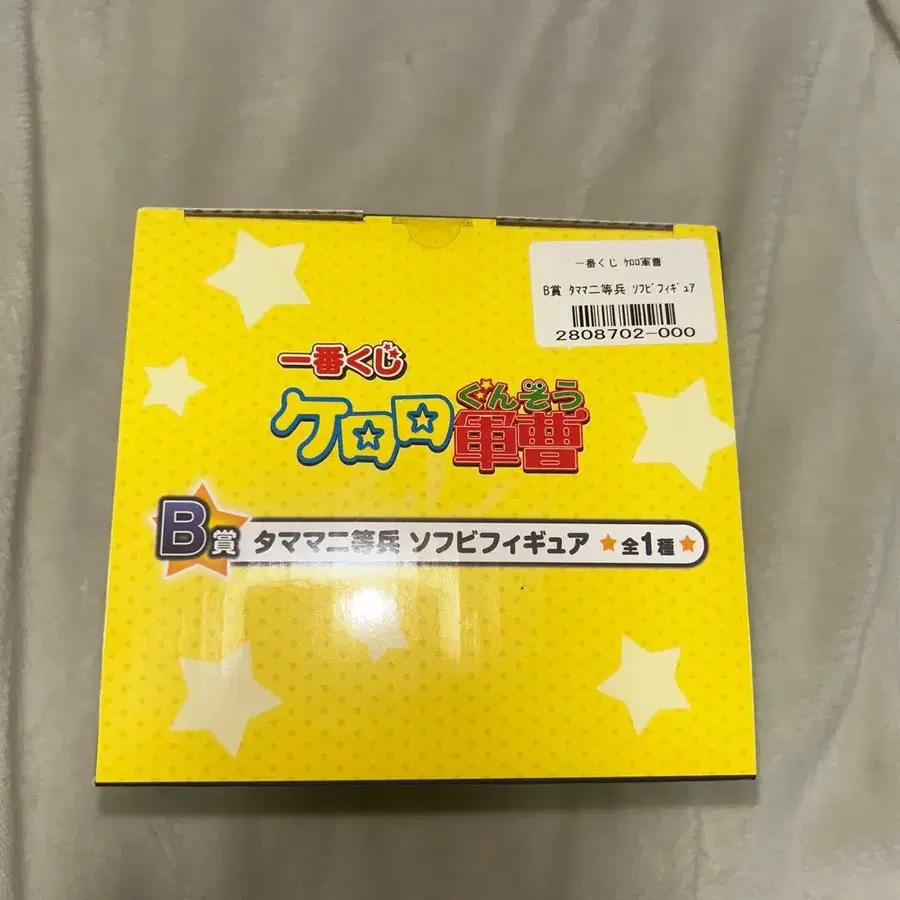 一番くじ ｹﾛﾛ軍曹
B賞 ﾀﾏﾏ二等兵 ｿﾌﾋﾞﾌｨｷﾞｭｱ
2808702-000
一番くじ
ぐんそう
ケロロ軍曹
B賞 タママ二等兵 ソフビフィギュア ★全1種★